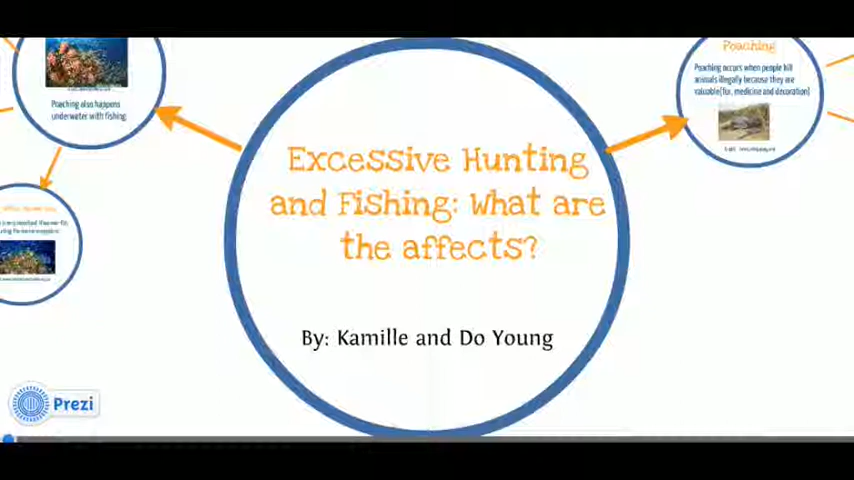 Excessive Hunting
and Fishing: What are
the affects?
By: Kamille and Do Young
Poaching also happens
underwater with fishing
Poaching
Poaching occurs when people kill
animals illegally because they are
valuable(fur, medicine and decoration)
Prezi